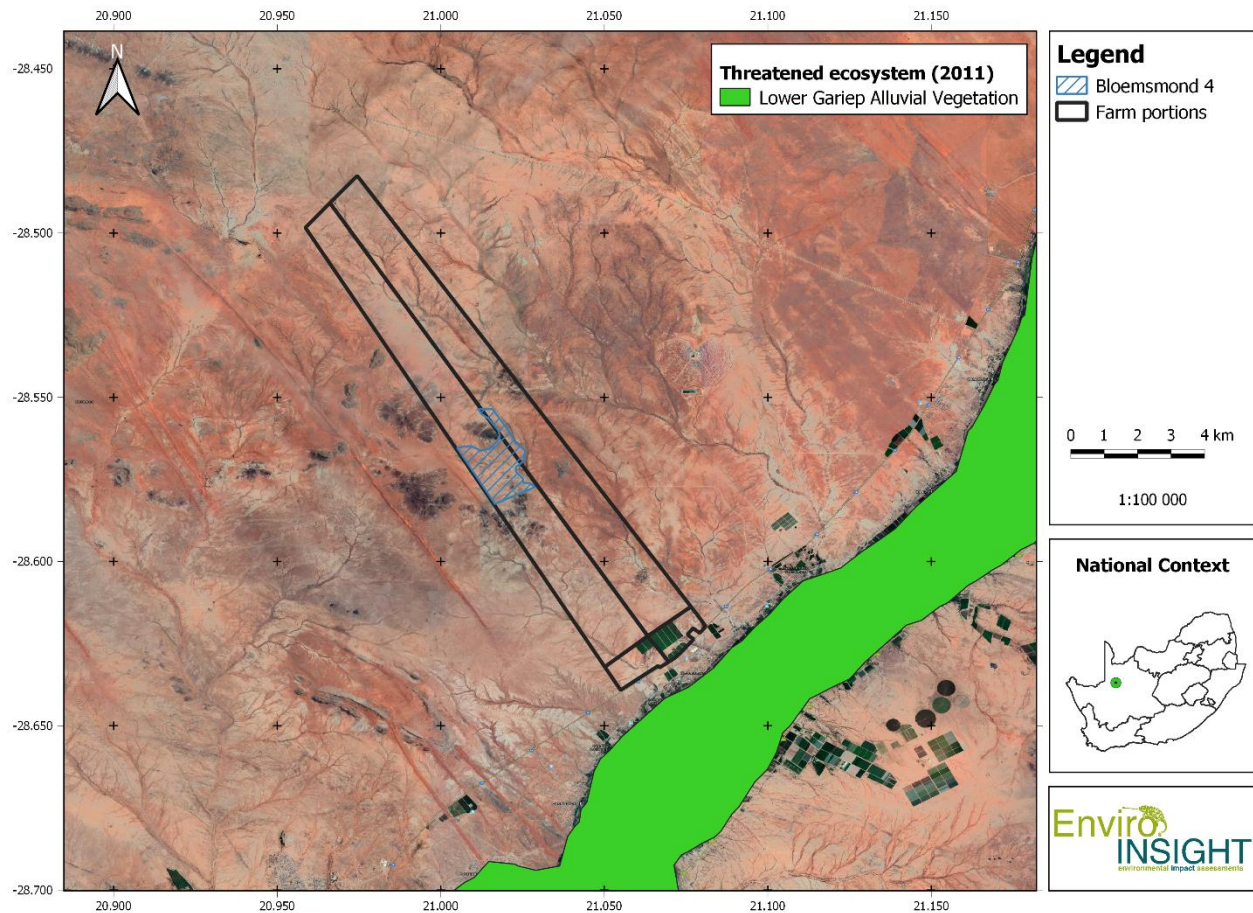 20.900 20.950 21.000 21.050 21.100 21.150
-28.450
-28.500
-28.550
-28.600
-28.650
-28.700
N
Threatened ecosystem (2011)
Lower Gariep Alluvial Vegetation
20.900 20.950 21.000 21.050 21.100 21.150
Legend
Bloemsmond 4
Farm portions
0 1 2 3 4 km
1:100 000
National Context
Enviro
INSIGHT
environmental impact assessments